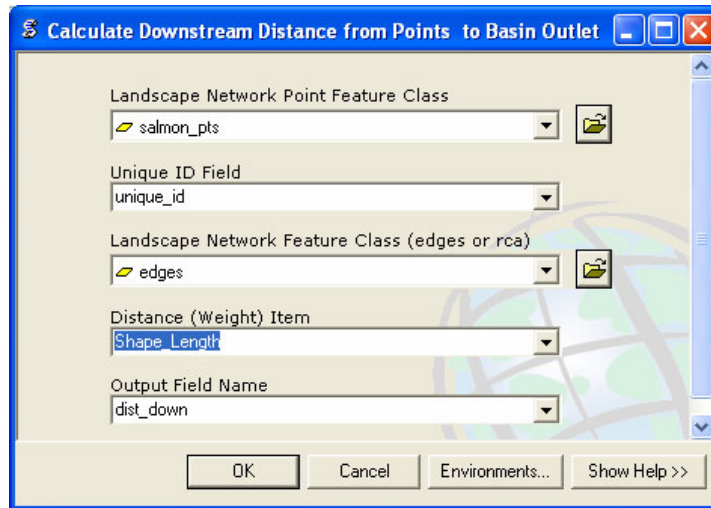 Calculate Downstream Distance from Points to Basin Outlet
Landscape Network Point Feature Class
salmon_pts
Unique ID Field
unique_id
Landscape Network Feature Class (edges or rca)
edges
Distance (Weight) Item
Shape_Length
Output Field Name
dist_down
OK Cancel Environments... Show Help >>